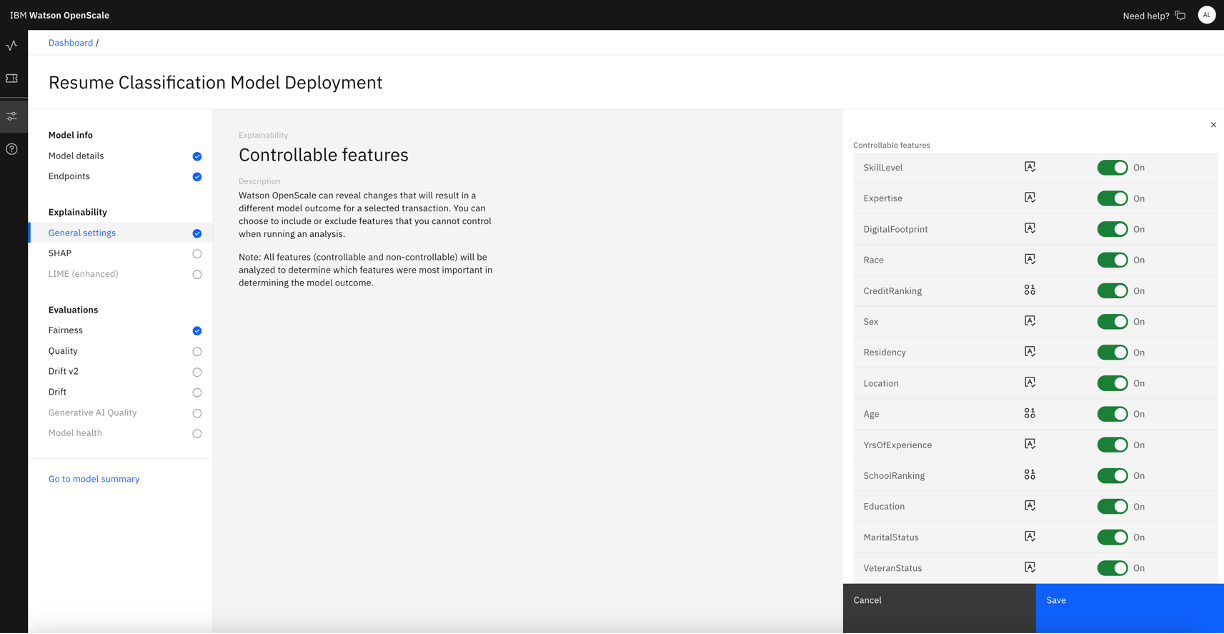 IBM Watson OpenScale
Need help?
AL
Dashboard /
Resume Classification Model Deployment
Model info
Model details
Endpoints
Explainability
General settings
SHAP
LIME (enhanced)
Evaluations
Fairness
Quality
Drift v2
Drift
Generative AI Quality
Model health
Go to model summary
Explainability
Controllable features
Description
Watson OpenScale can reveal changes that will result in a
different model outcome for a selected transaction. You can
choose to include or exclude features that you cannot control
when running an analysis.
Note: All features (controllable and non-controllable) will be
analyzed to determine which features were most important in
determining the model outcome.
Controllable features
SkillLevel On
Expertise On
DigitalFootprint On
Race On
CreditRanking On
Sex On
Residency On
Location On
Age On
YrsOfExperience On
SchoolRanking On
Education On
MaritalStatus On
VeteranStatus On
Cancel
Save